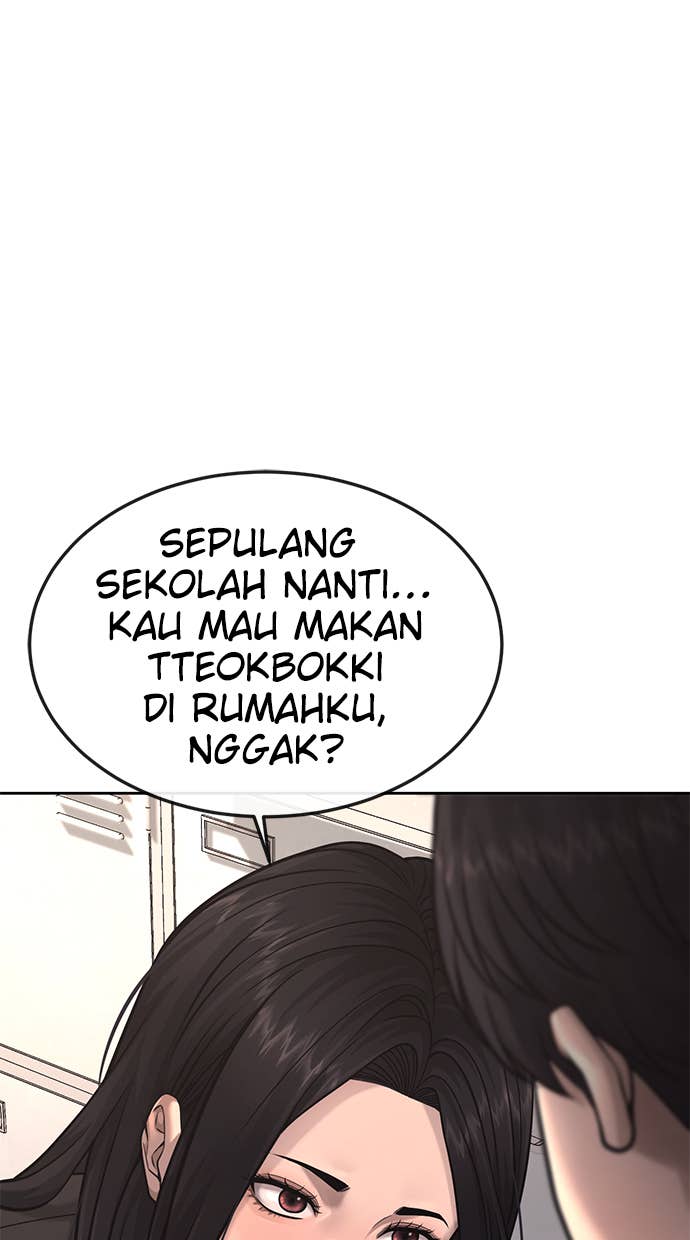 SEPULANG
SEKOLAH NANTI...
KAU MAU MAKAN
TTEOKBOKKI
DI RUMAHKU,
NGGAK?